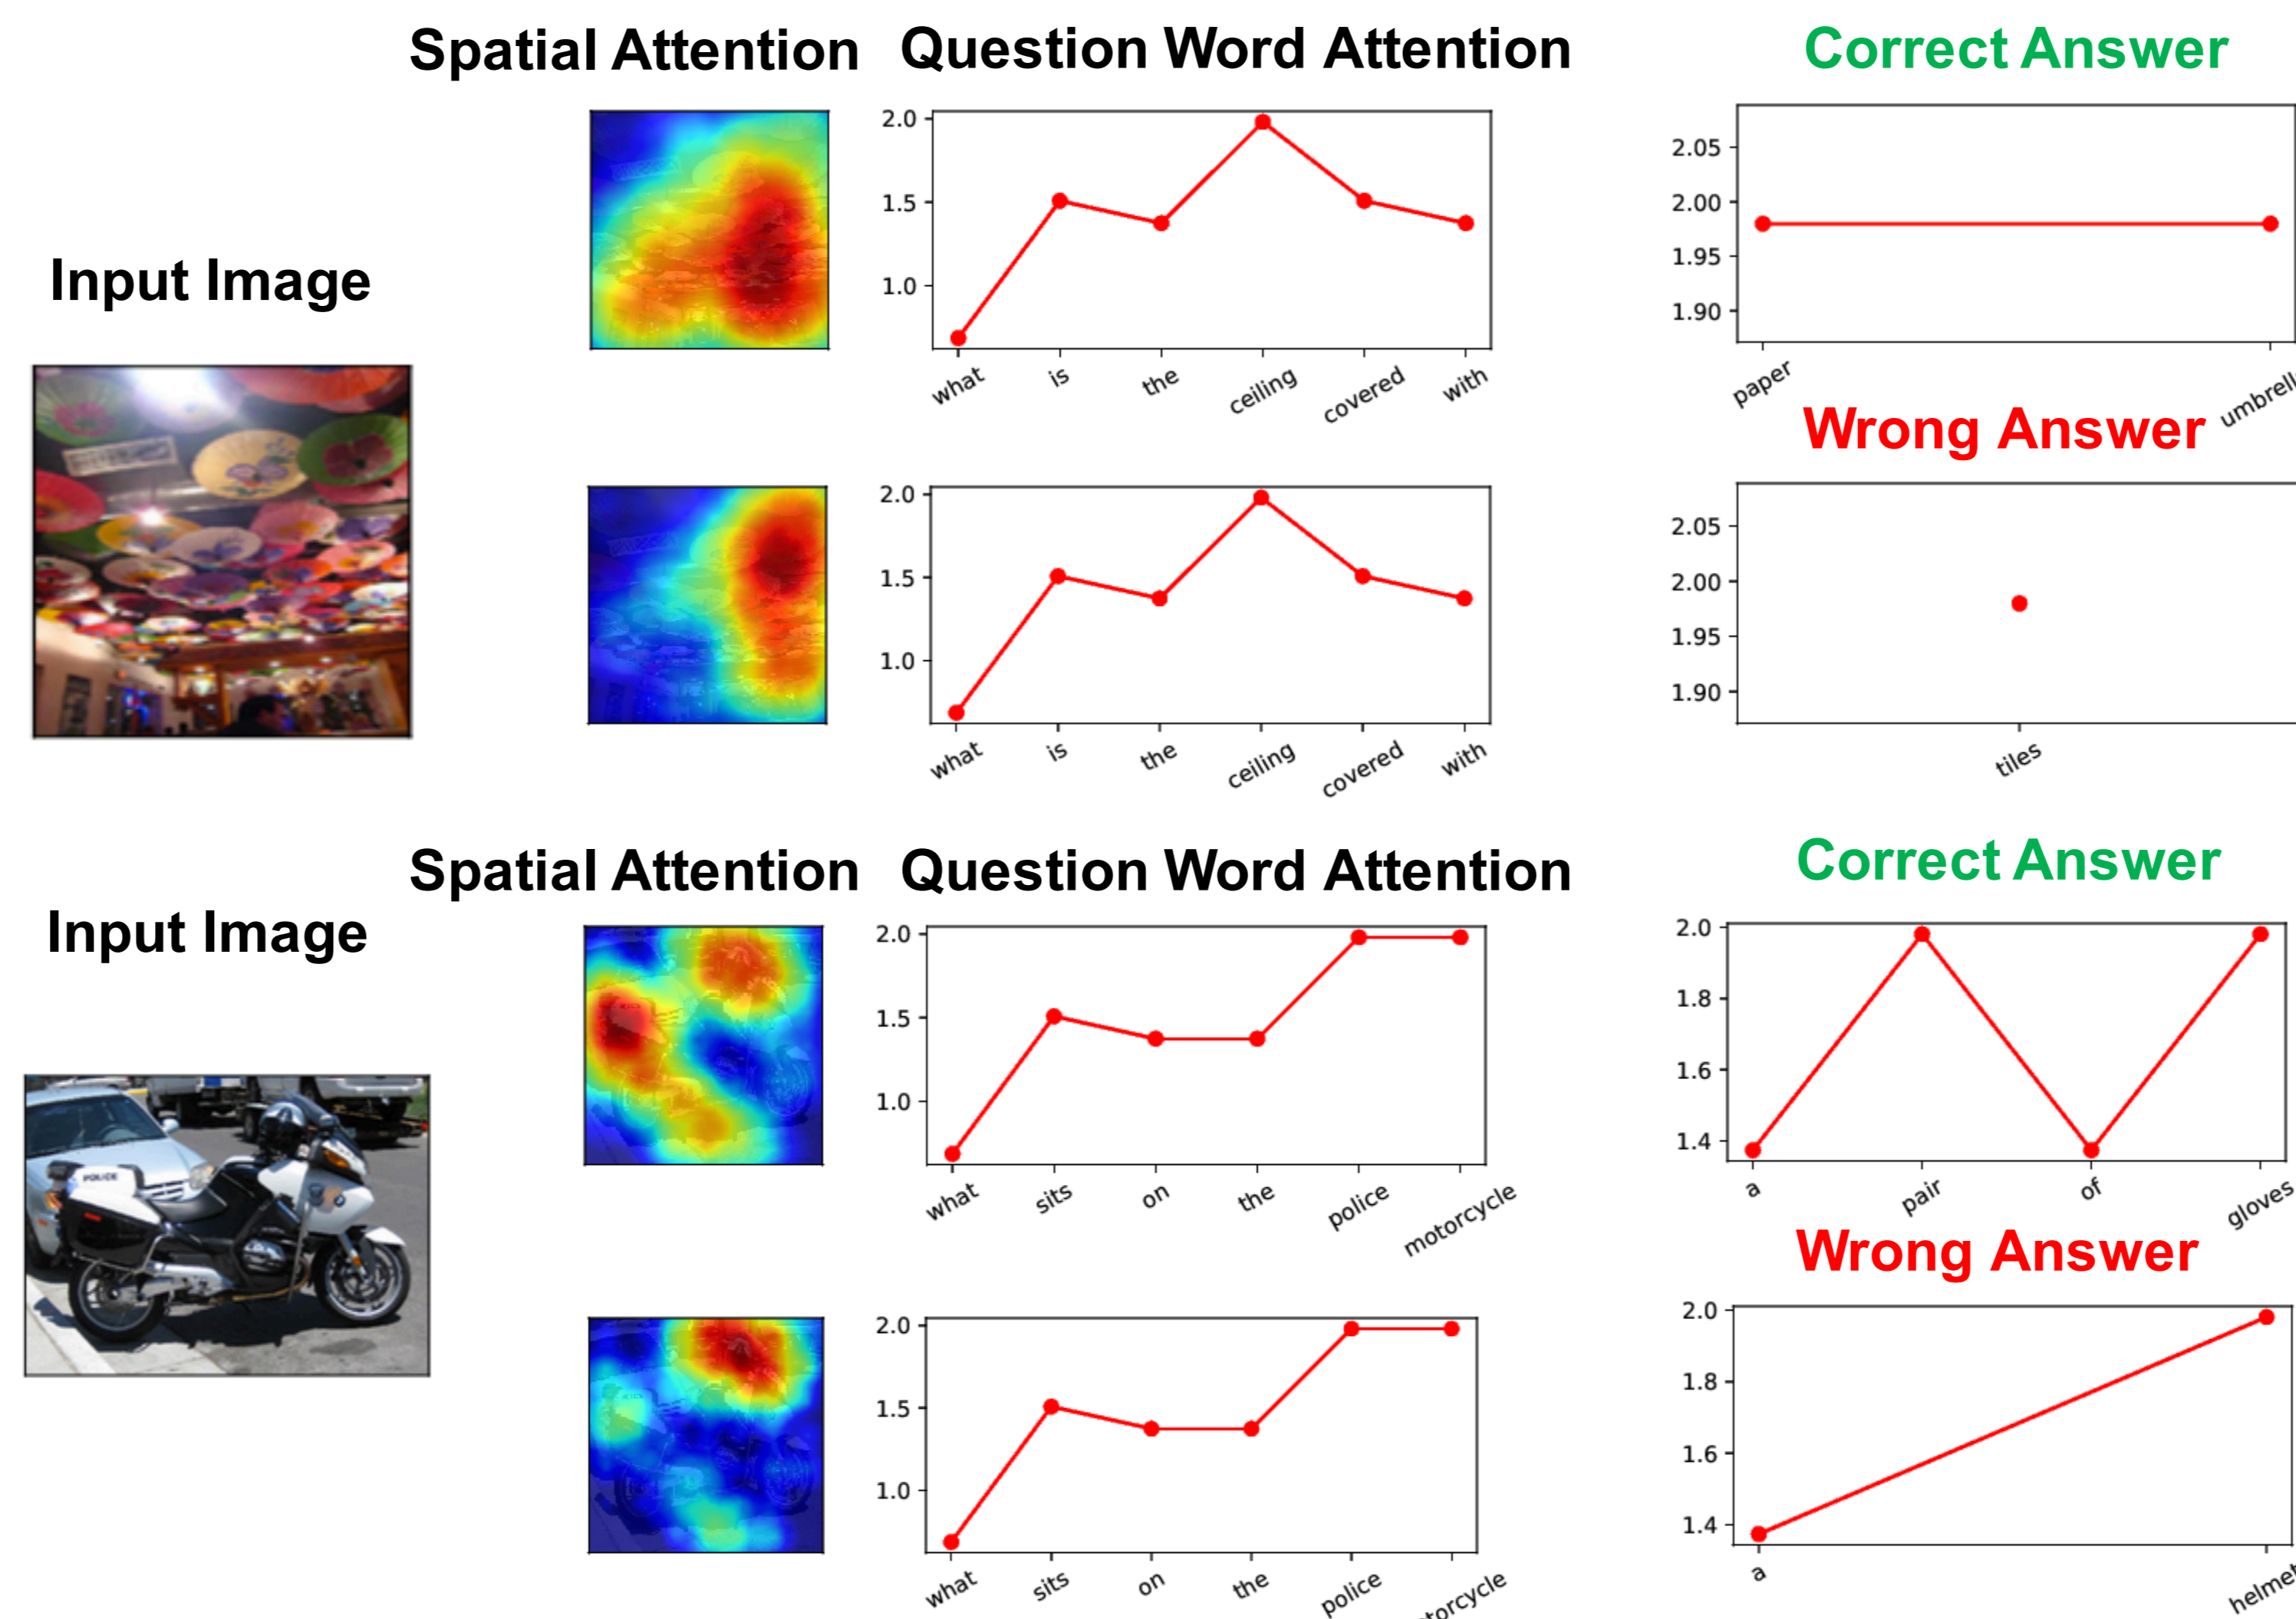 Spatial Attention Question Word Attention Correct Answer
Input Image
2.0
1.5
1.0
what is the ceiling covered with
2.05
2.00
1.95
1.90
paper umbrell
Wrong Answer
2.0
1.5
1.0
what is the ceiling covered with
2.05
2.00
1.95
1.90
tiles
Spatial Attention Question Word Attention Correct Answer
Input Image
2.0
1.5
1.0
what sits on the police motorcycle
2.0
1.8
1.6
1.4
a pair of gloves
Wrong Answer
POLICE
2.0
1.5
1.0
what sits on the police torcycle
2.0
1.8
1.6
1.4
a helmet